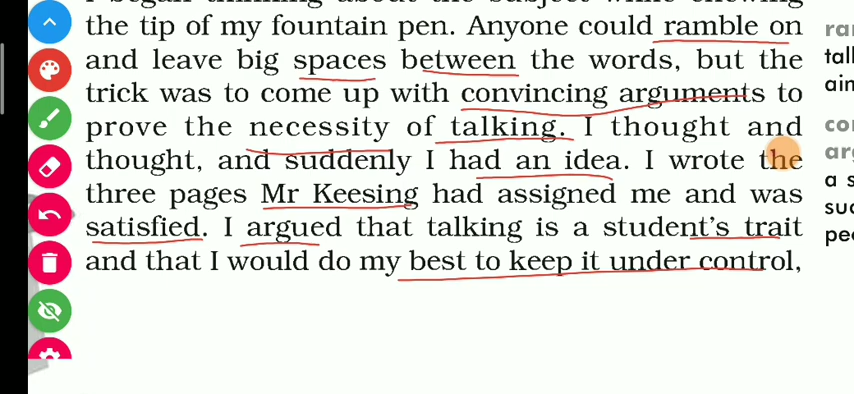 the tip of my fountain pen. Anyone could ramble on
and leave big spaces between the words, but the
trick was to come up with convincing arguments to
prove the necessity of talking. I thought and
thought, and suddenly I had an idea. I wrote the
three pages Mr Keesing had assigned me and was
satisfied. I argued that talking is a student’s trait
and that I would do my best to keep it under control,